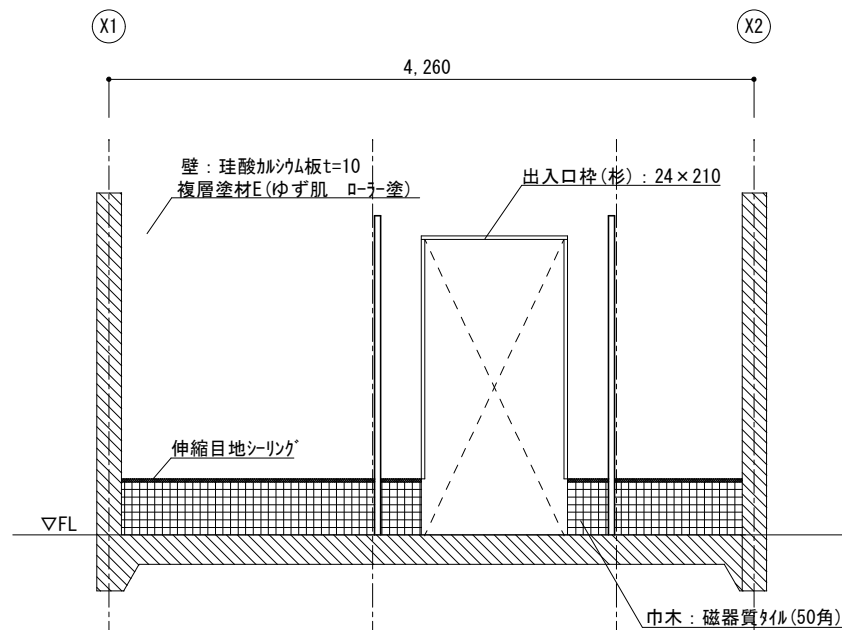 X1
X2
4,260
壁：珪酸ｶﾙｼｳﾑ板t=10
複層塗材E(ゆず肌　ﾛｰﾗｰ塗)
出入口枠(杉)：24×210
伸縮目地ｼｰﾘﾝｸﾞ
▽FL
巾木：磁器質ﾀｲﾙ(50角)